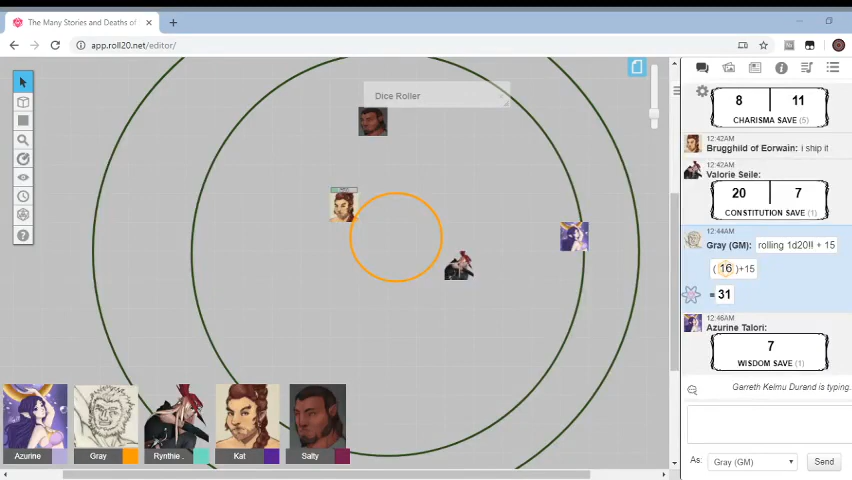 The Many Stories and Deaths of
app.roll20.net/editor/
Dice Roller
8 11
CHARISMA SAVE (5)
12:42AM
Brugghild of Eorwain: i ship it
12:42AM
Valorie Seile:
20 7
CONSTITUTION SAVE (1)
12:44AM
Gray (GM): rolling 1d20!! + 15
(16)+15
= 31
12:46AM
Azurine Talori:
7
WISDOM SAVE (1)
Garreth Kelmu Durand is typing.
As: Gray (GM) Send
Azurine Gray Rynthie . Kat Salty